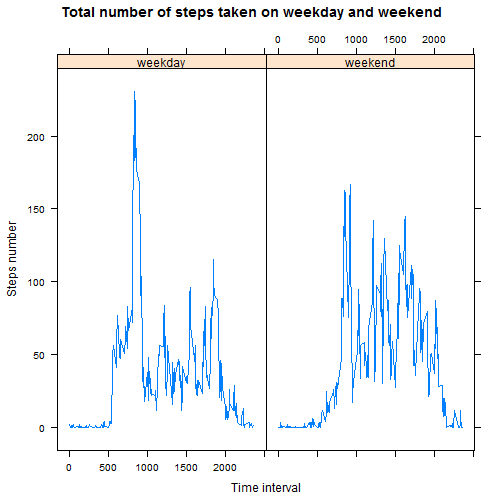 Total number of steps taken on weekday and weekend
0 500 1000 1500 2000
weekday weekend
200
150
100
50
0
Steps number
0 500 1000 1500 2000
Time interval